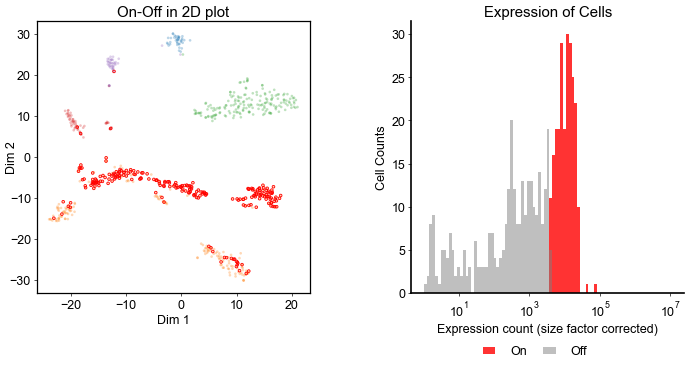 On-Off in 2D plot
30
20
10
0
−10
−20
−30
Dim 2
−20 −10 0 10 20
Dim 1
Expression of Cells
30
25
20
15
10
5
0
Cell Counts
10^1 10^3 10^5 10^7
Expression count (size factor corrected)
On Off